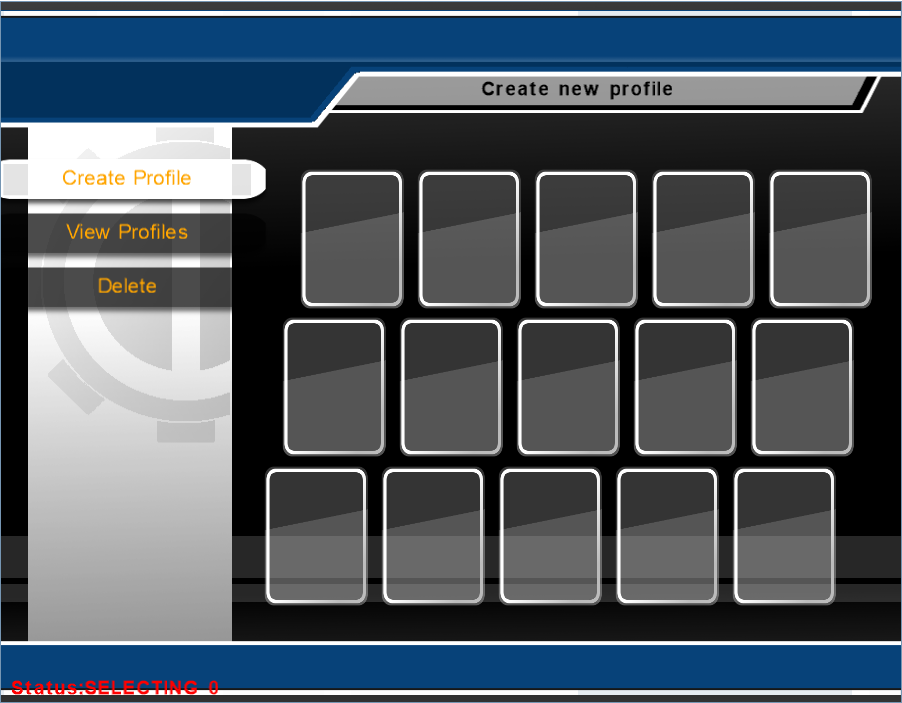 Create new profile
Create Profile
View Profiles
Delete
Status:SELECTING 0